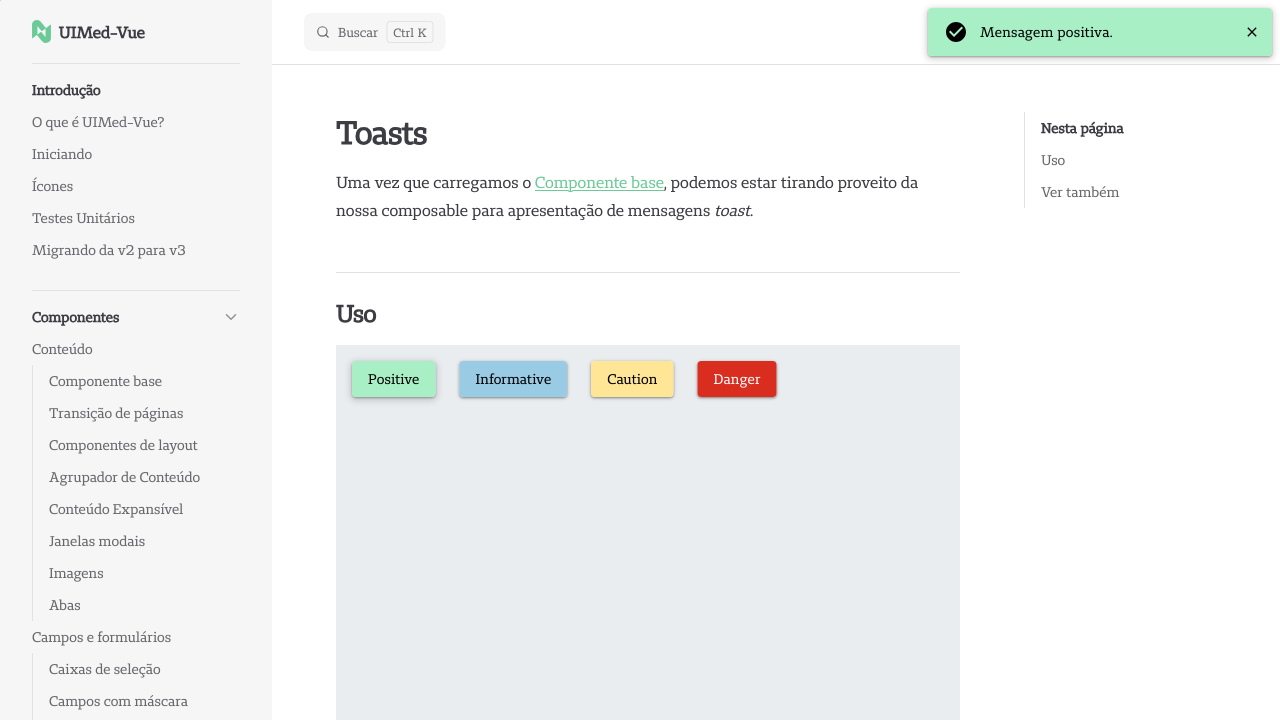 UIMed-Vue
Introdução
O que é UIMed-Vue?
Iniciando
Ícones
Testes Unitários
Migrando da v2 para v3
Componentes
Conteúdo
Componente base
Transição de páginas
Componentes de layout
Agrupador de Conteúdo
Conteúdo Expansível
Janelas modais
Imagens
Abas
Campos e formulários
Caixas de seleção
Campos com máscara
Buscar Ctrl K
Mensagem positiva.
Toasts
Uma vez que carregamos o Componente base, podemos estar tirando proveito da
nossa composable para apresentação de mensagens toast.
Uso
Positive
Informative
Caution
Danger
Nesta página
Uso
Ver também